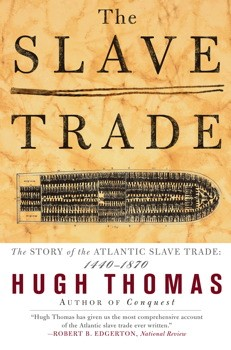 The
SLAVE
TRADE
The STORY of the ATLANTIC SLAVE TRADE:
1440–1870
HUGH THOMAS
AUTHOR OF Conquest
"Hugh Thomas has given us the most comprehensive account
of the Atlantic slave trade ever written."
—ROBERT B. EDGERTON, National Review